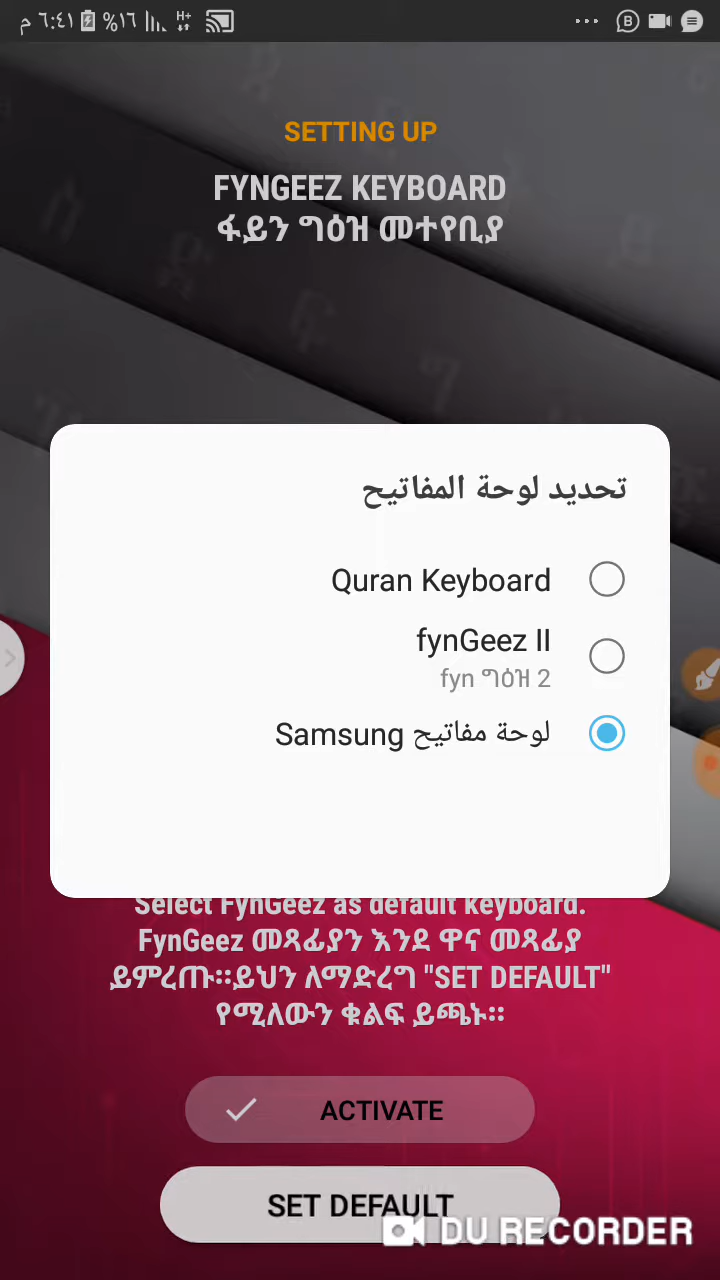 م ٦:٤١ %١٦ H+
SETTING UP
FYNGEEZ KEYBOARD
ፋይን ግዕዝ መተየቢያ
تحديد لوحة المفاتيح
Quran Keyboard
fynGeez II
fyn ግዕዝ 2
لوحة مفاتيح Samsung
Select FynGeez as default keyboard.
FynGeez መጻፊያን እንደ ዋና መጻፊያ
ይምረጡ።ይህን ለማድረግ "SET DEFAULT"
የሚለውን ቁልፍ ይጫኑ።
ACTIVATE
SET DEFAULT
DU RECORDER